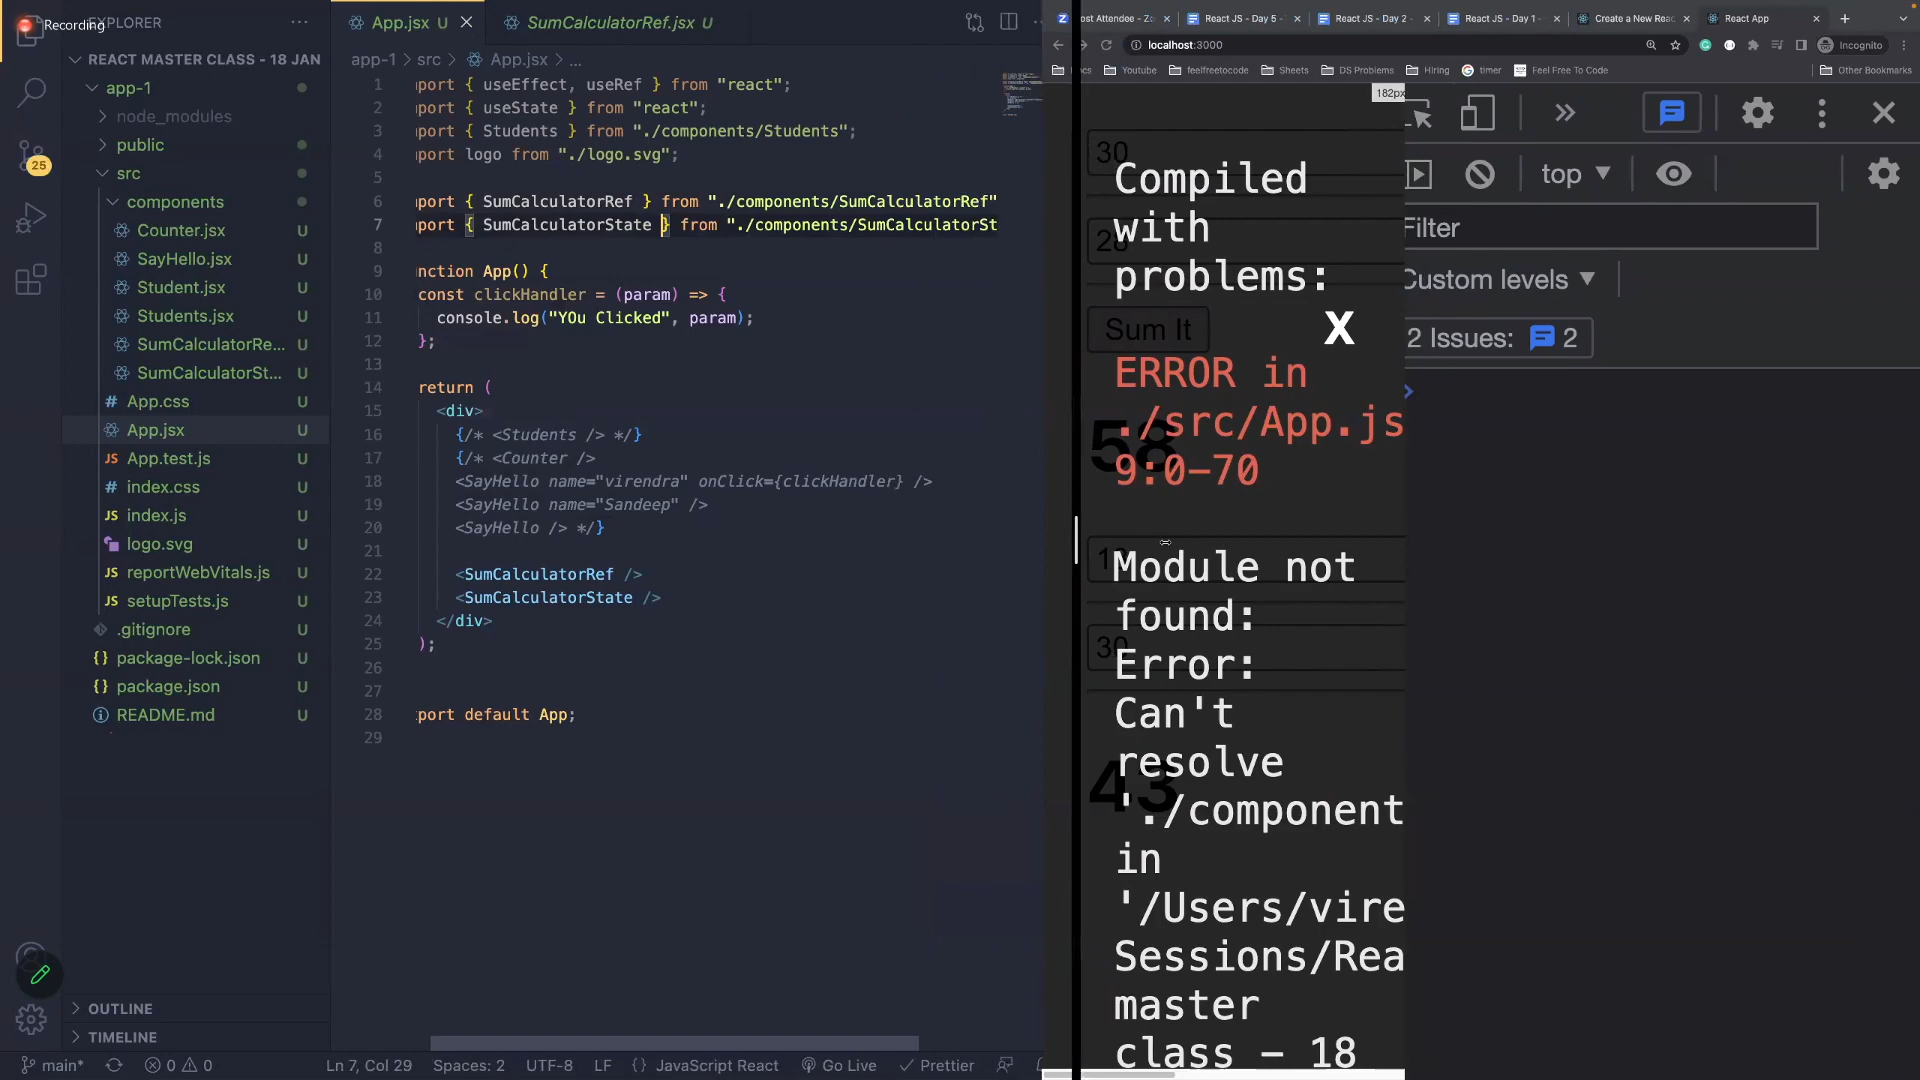 Recording
EXPLORER
REACT MASTER CLASS - 18 JAN
app-1
node_modules
public
src
components
Counter.jsx U
SayHello.jsx U
Student.jsx U
Students.jsx U
SumCalculatorRe... U
SumCalculatorSt... U
App.css U
App.jsx U
App.test.js U
index.css U
index.js U
logo.svg U
reportWebVitals.js U
setupTests.js U
.gitignore U
package-lock.json U
package.json U
README.md U
OUTLINE
TIMELINE
25
App.jsx U
SumCalculatorRef.jsx U
app-1 > src > App.jsx > ...
1 port { useEffect, useRef } from "react";
2 port { useState } from "react";
3 port { Students } from "./components/Students";
4 port logo from "./logo.svg";
5
6 port { SumCalculatorRef } from "./components/SumCalculatorRef"
7 port { SumCalculatorState } from "./components/SumCalculatorSt
8
9 nction App() {
10 const clickHandler = (param) => {
11 console.log("YOu Clicked", param);
12 };
13
14 return (
15 <div>
16 {/* <Students /> */}
17 {/* <Counter />
18 <SayHello name="virendra" onClick={clickHandler} />
19 <SayHello name="Sandeep" />
20 <SayHello /> */}
21
22 <SumCalculatorRef />
23 <SumCalculatorState />
24 </div>
25 );
26
27
28 port default App;
29
main* 0 0 Ln 7, Col 29 Spaces: 2 UTF-8 LF {} JavaScript React Go Live Prettier
ost Attendee - Zo
React JS - Day 5 -
React JS - Day 2 -
React JS - Day 1 -
Create a New Rea
React App
localhost:3000
Incognito
Youtube
feelfreetocode
Sheets
DS Problems
Hiring
timer
Feel Free To Code
Other Bookmarks
182px
30
28
Sum It
58
30
43
Compiled
with
problems:
X
ERROR in
./src/App.js
9:0-70
Module not
found:
Error:
Can't
resolve
'./component
in
'/Users/vire
Sessions/Rea
master
class - 18
top
Filter
Custom levels
2 Issues: 2